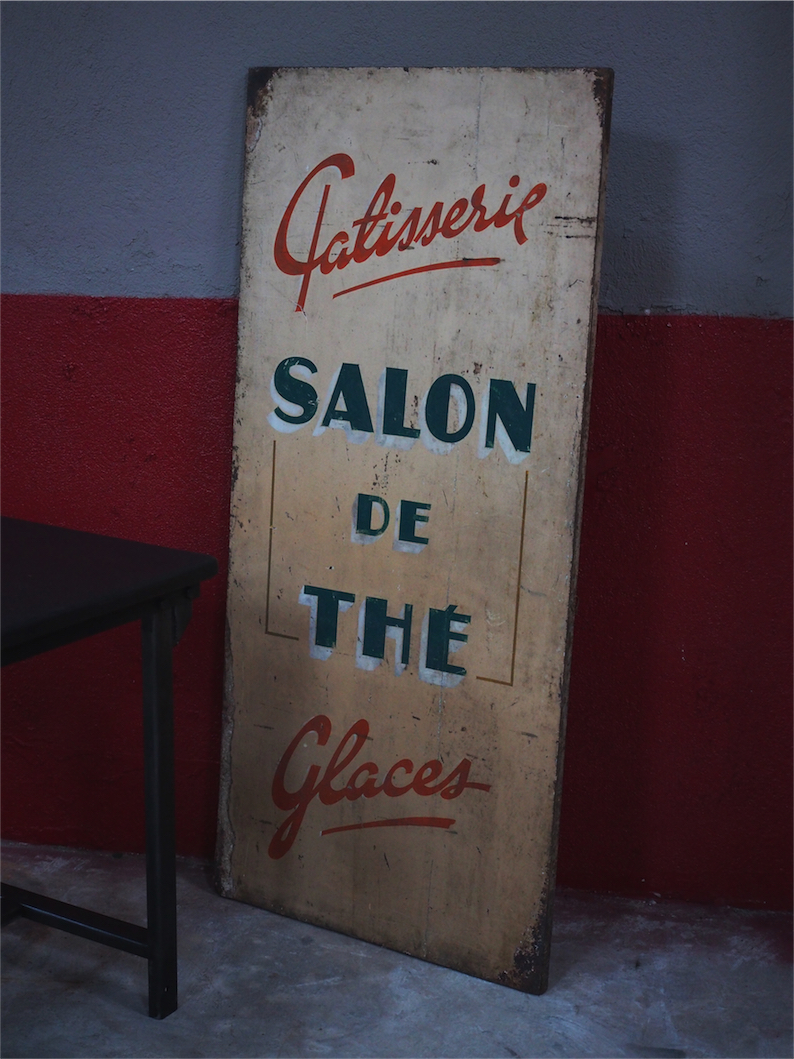 Patisserie
SALON
DE
THÉ
Glaces